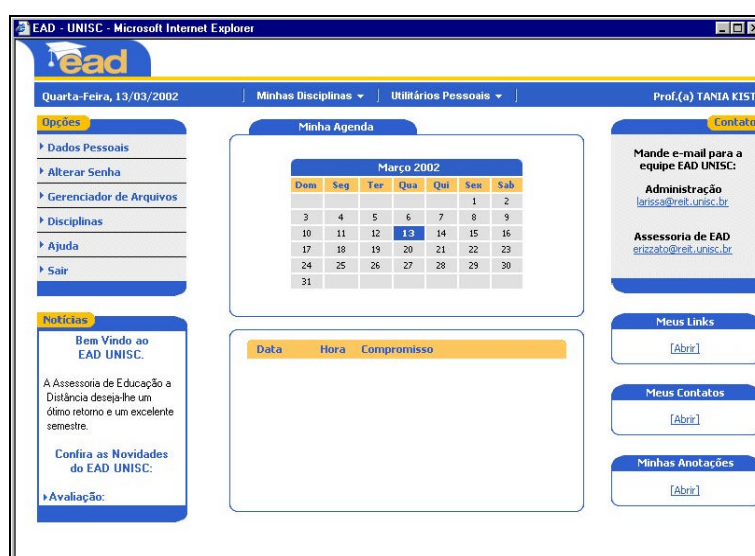 EAD - UNISC - Microsoft Internet Explorer
ead
Quarta-Feira, 13/03/2002
Minhas Disciplinas
Utilitários Pessoais
Prof.(a) TANIA KIST
Opções
Dados Pessoais
Alterar Senha
Gerenciador de Arquivos
Disciplinas
Ajuda
Sair
Notícias
Bem Vindo ao
EAD UNISC.
A Assessoria de Educação a
Distância deseja-lhe um
ótimo retorno e um excelente
semestre.
Confira as Novidades
do EAD UNISC:
Avaliação:
Minha Agenda
Março 2002
Dom Seg Ter Qua Qui Sex Sab
1 2
3 4 5 6 7 8 9
10 11 12 13 14 15 16
17 18 19 20 21 22 23
24 25 26 27 28 29 30
31
Data Hora Compromisso
Contato
Mande e-mail para a
equipe EAD UNISC:
Administração
larissa@reit.unisc.br
Assessoria de EAD
erizzato@reit.unisc.br
Meus Links
[Abrir]
Meus Contatos
[Abrir]
Minhas Anotações
[Abrir]